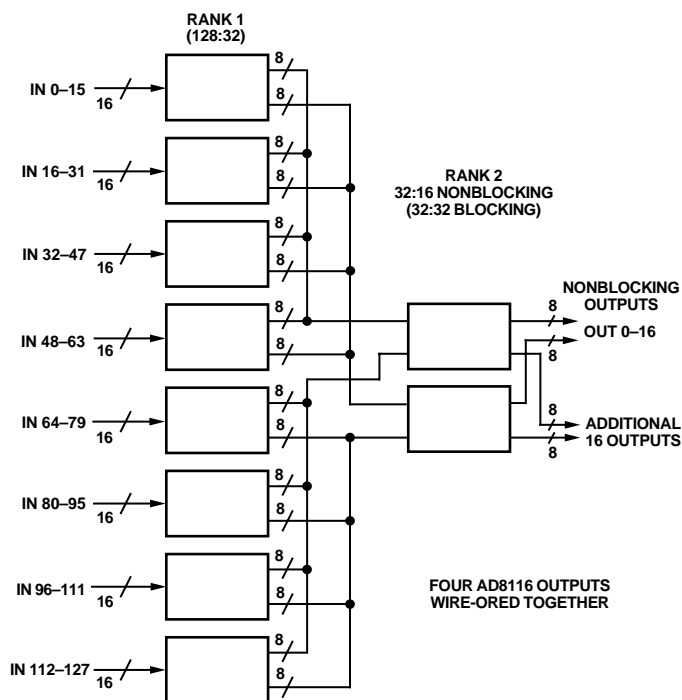 RANK 1
(128:32)
8
IN 0–15
16
8
8
IN 16–31
16
8
RANK 2
32:16 NONBLOCKING
(32:32 BLOCKING)
8
IN 32–47
16
8
NONBLOCKING
OUTPUTS
8
8
OUT 0–16
IN 48–63
16
8
8
8
IN 64–79
16
8
8
ADDITIONAL
16 OUTPUTS
8
8
IN 80–95
16
8
8
IN 96–111
16
8
FOUR AD8116 OUTPUTS
WIRE-ORED TOGETHER
8
IN 112–127
16
8